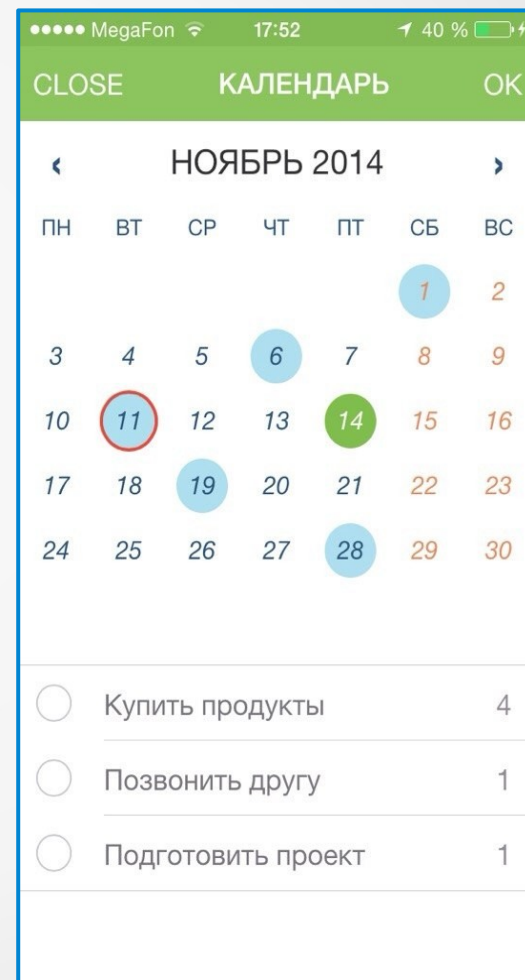 MegaFon 17:52 40 %
CLOSE КАЛЕНДАРЬ OK
‹ НОЯБРЬ 2014 ›
ПН ВТ СР ЧТ ПТ СБ ВС
1 2
3 4 5 6 7 8 9
10 11 12 13 14 15 16
17 18 19 20 21 22 23
24 25 26 27 28 29 30
Купить продукты 4
Позвонить другу 1
Подготовить проект 1